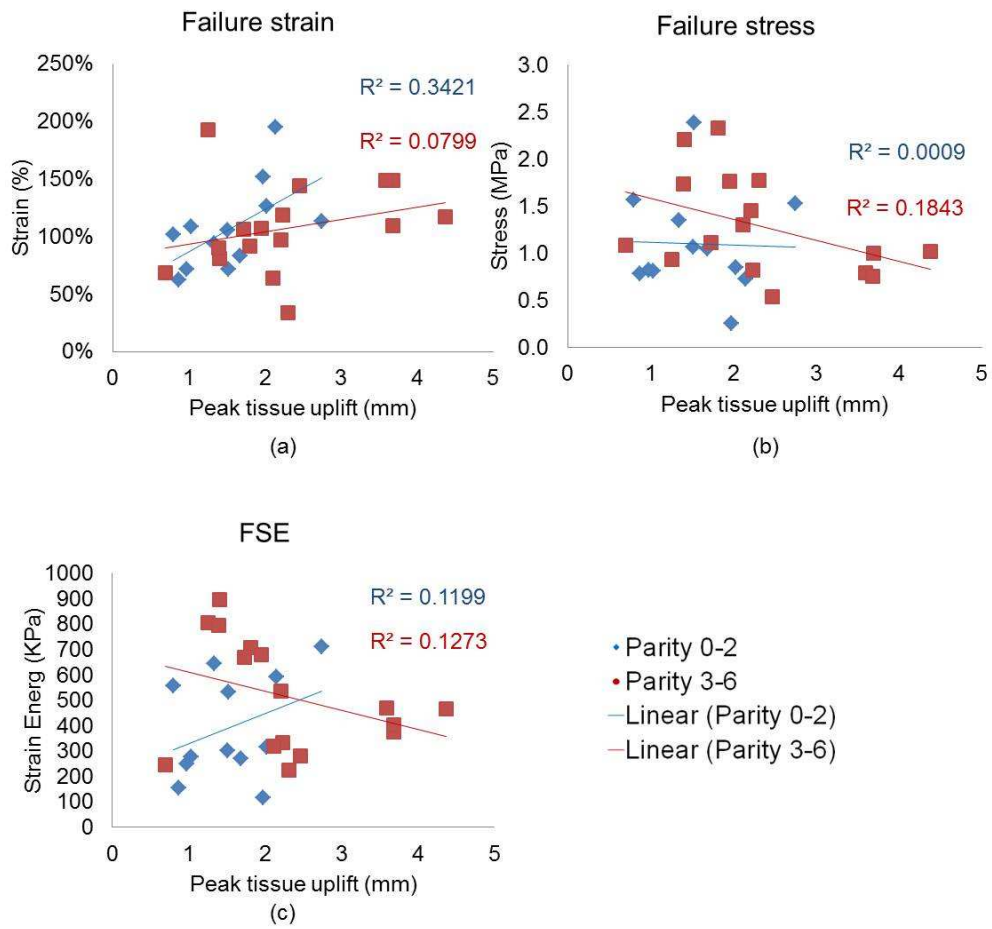 Failure strain
250%
200%
150%
100%
50%
0%
Strain (%)
R² = 0.3421
R² = 0.0799
0 1 2 3 4 5
Peak tissue uplift (mm)
(a)
Failure stress
3.0
2.5
2.0
1.5
1.0
0.5
0.0
Stress (MPa)
R² = 0.0009
R² = 0.1843
0 1 2 3 4 5
Peak tissue uplift (mm)
(b)
FSE
1000
900
800
700
600
500
400
300
200
100
0
Strain Energ (KPa)
R² = 0.1199
R² = 0.1273
0 1 2 3 4 5
Peak tissue uplift (mm)
(c)
Parity 0-2
Parity 3-6
Linear (Parity 0-2)
Linear (Parity 3-6)